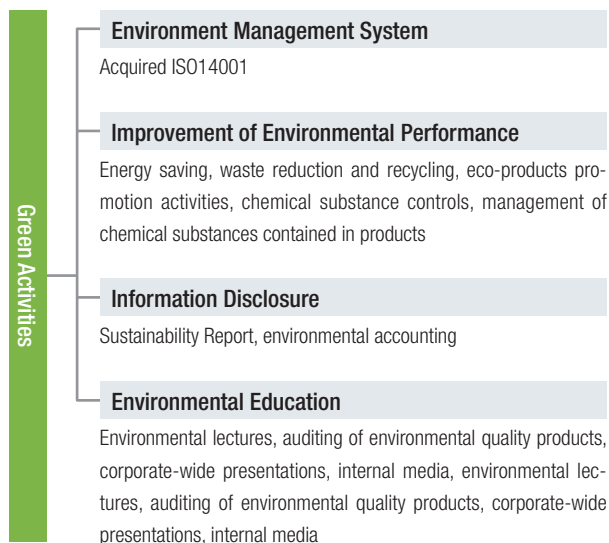 Green Activities
Environment Management System
Acquired ISO14001
Improvement of Environmental Performance
Energy saving, waste reduction and recycling, eco-products pro-
motion activities, chemical substance controls, management of
chemical substances contained in products
Information Disclosure
Sustainability Report, environmental accounting
Environmental Education
Environmental lectures, auditing of environmental quality products,
corporate-wide presentations, internal media, environmental lec-
tures, auditing of environmental quality products, corporate-wide
presentations, internal media